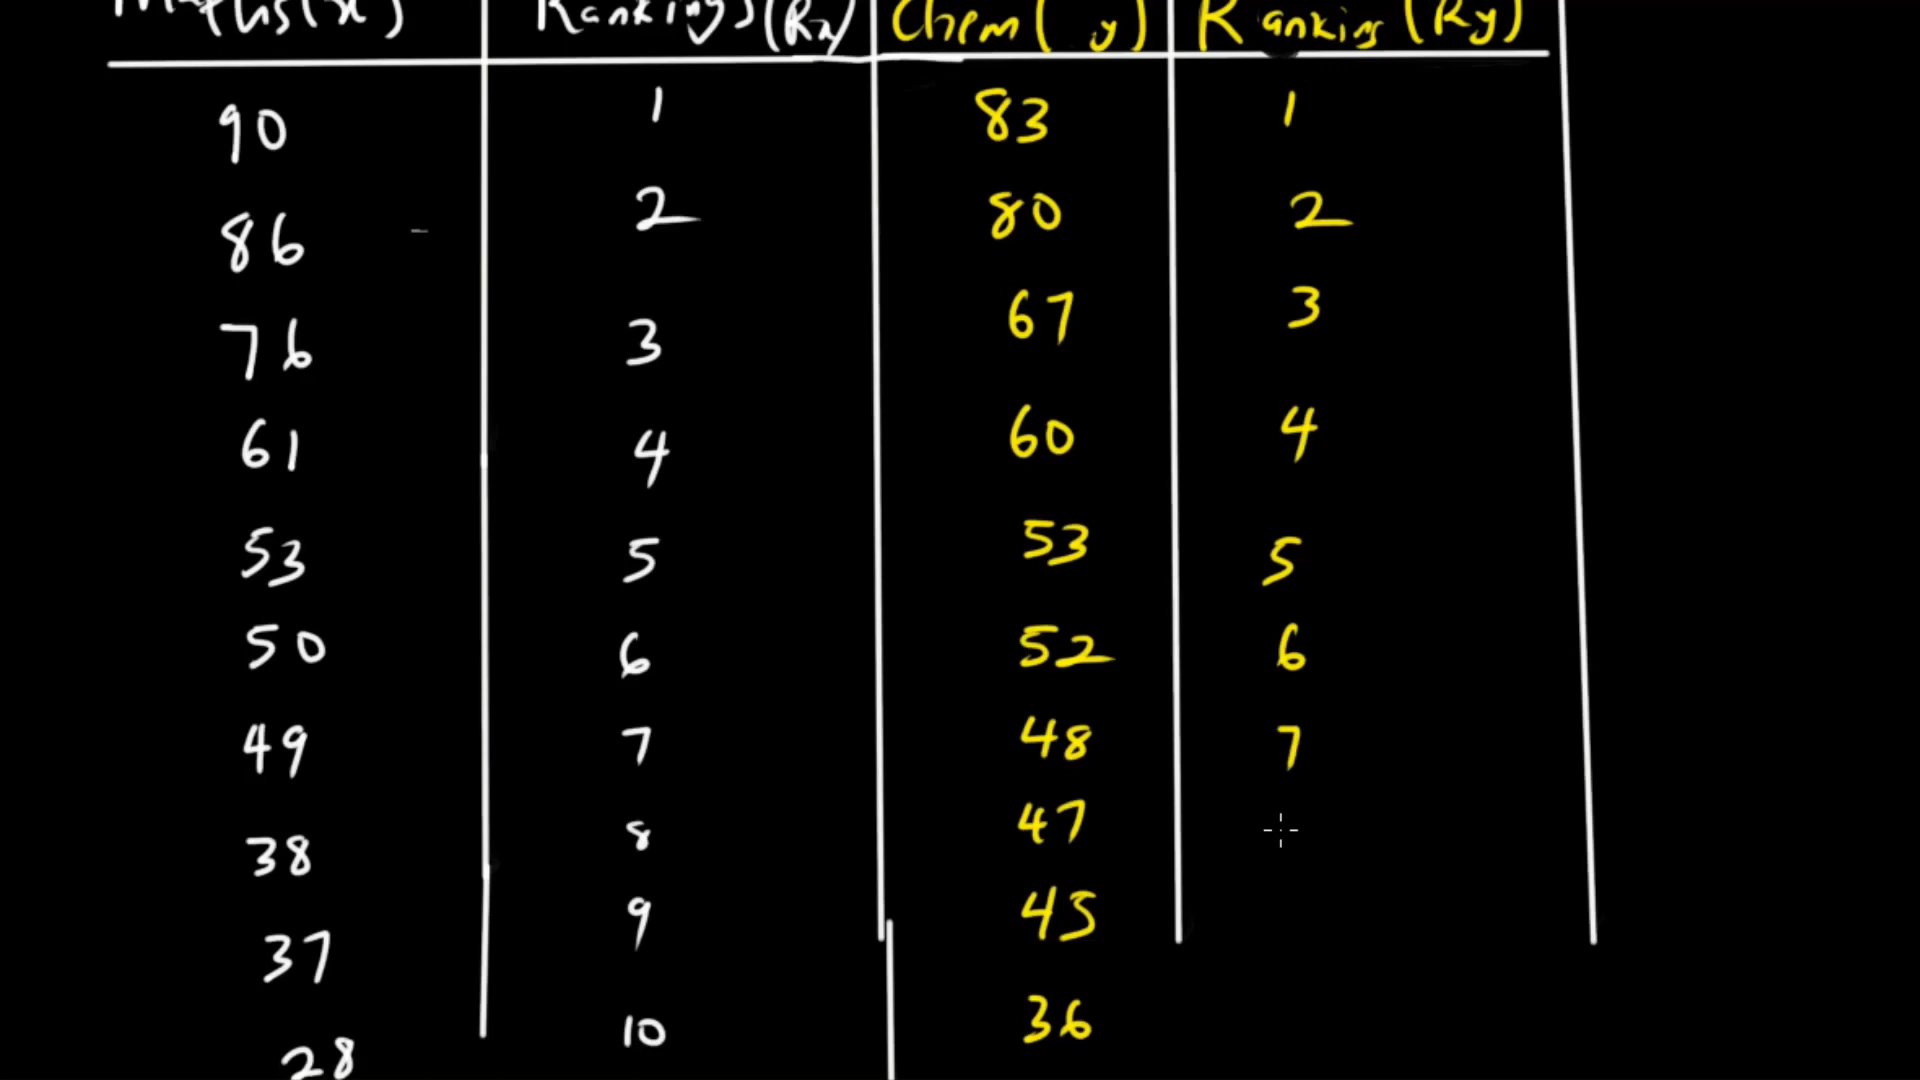 Maths(x) Rankings(Rx) Chem(y) Ranking(Ry)
90 1 83 1
86 2 80 2
76 3 67 3
61 4 60 4
53 5 53 5
50 6 52 6
49 7 48 7
38 8 47
37 9 45
28 10 36